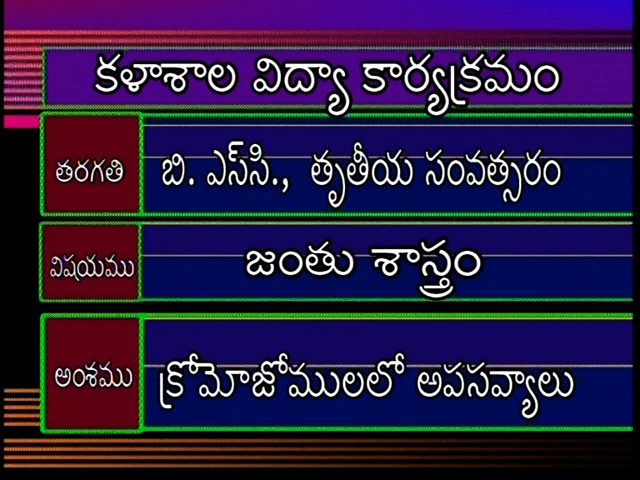 కళాశాల విద్యా కార్యక్రమం
తరగతి బి. ఎస్‌సి., తృతీయ సంవత్సరం
విషయము జంతు శాస్త్రం
అంశము క్రోమోజోములలో అపసవ్యాలు